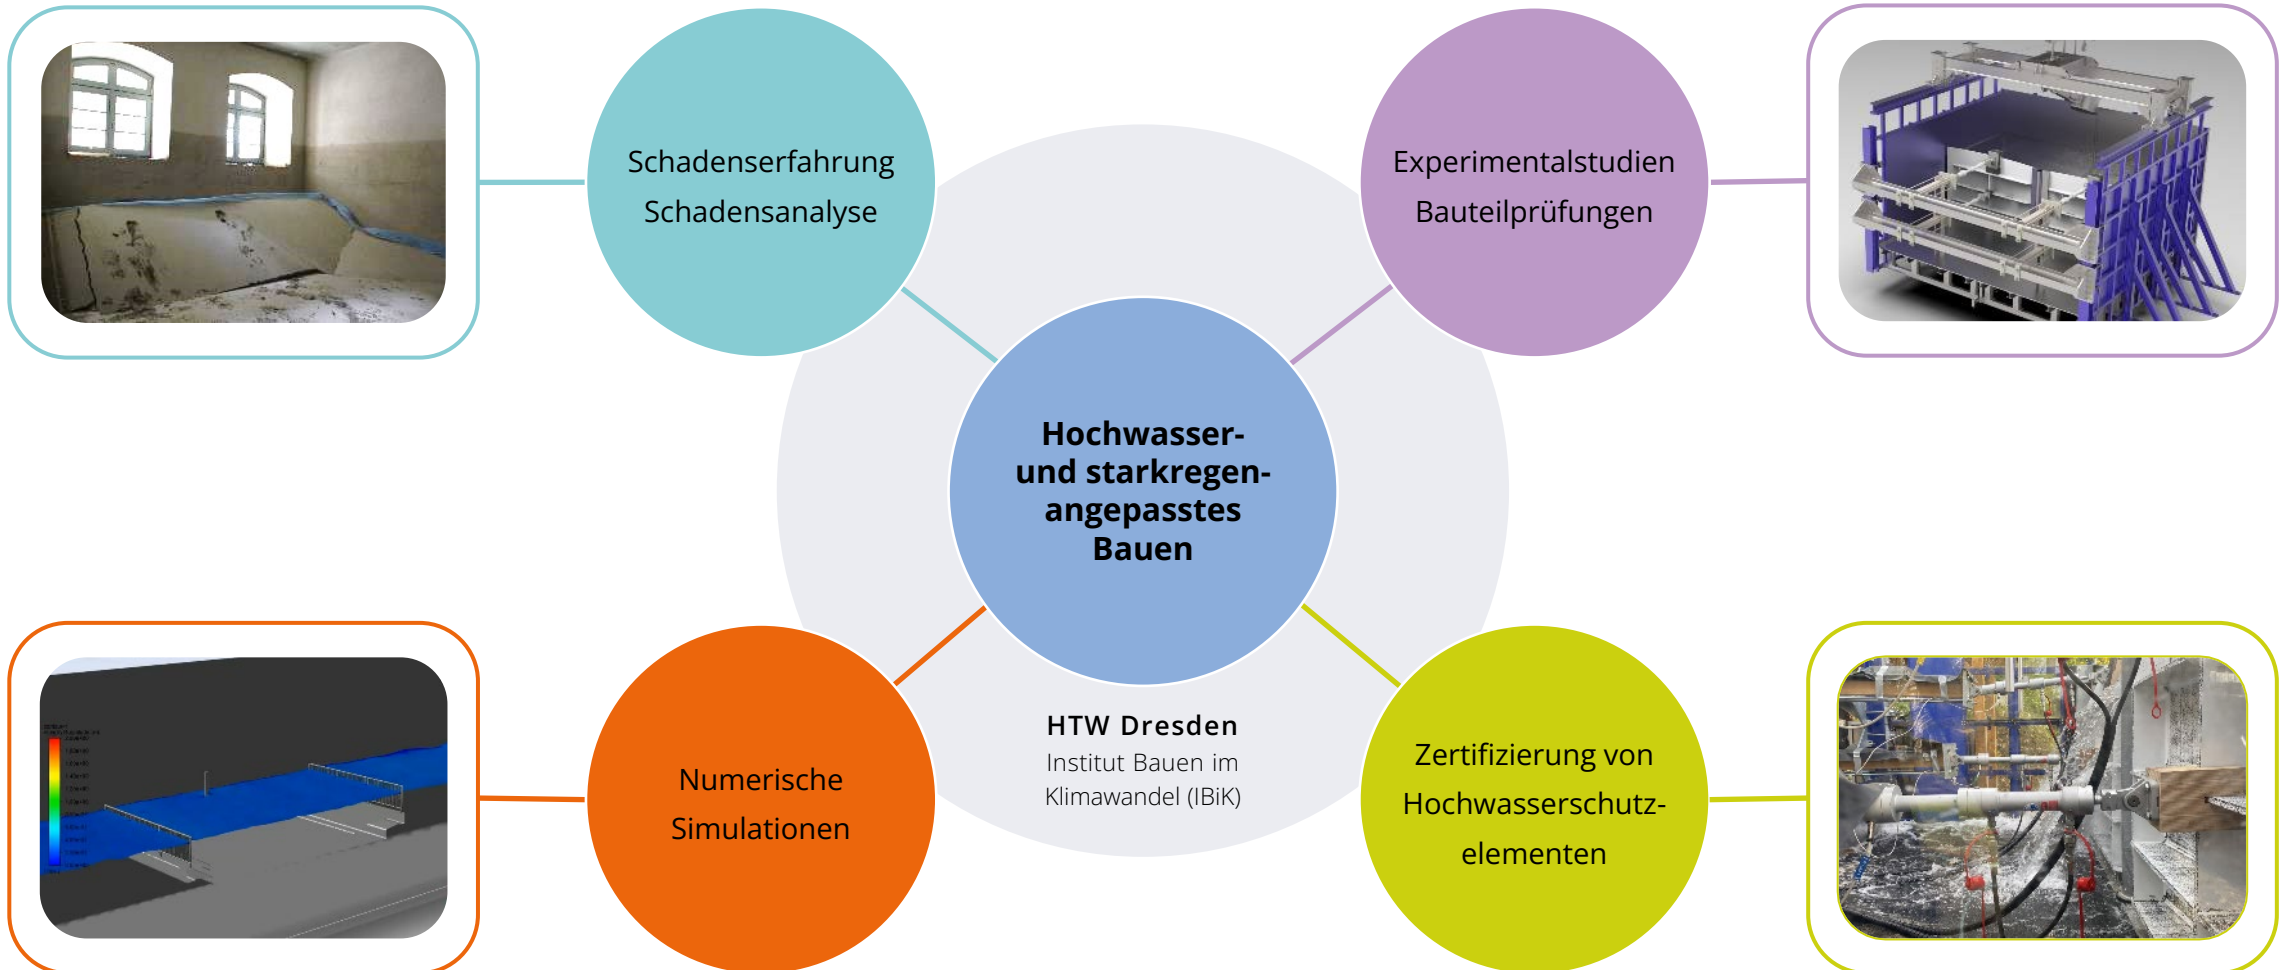 Schadenserfahrung
Schadensanalyse
Experimentalstudien
Bauteilprüfungen
Hochwasser-
und starkregen-
angepasstes
Bauen
HTW Dresden
Institut Bauen im
Klimawandel (IBiK)
Numerische
Simulationen
Zertifizierung von
Hochwasserschutz-
elementen